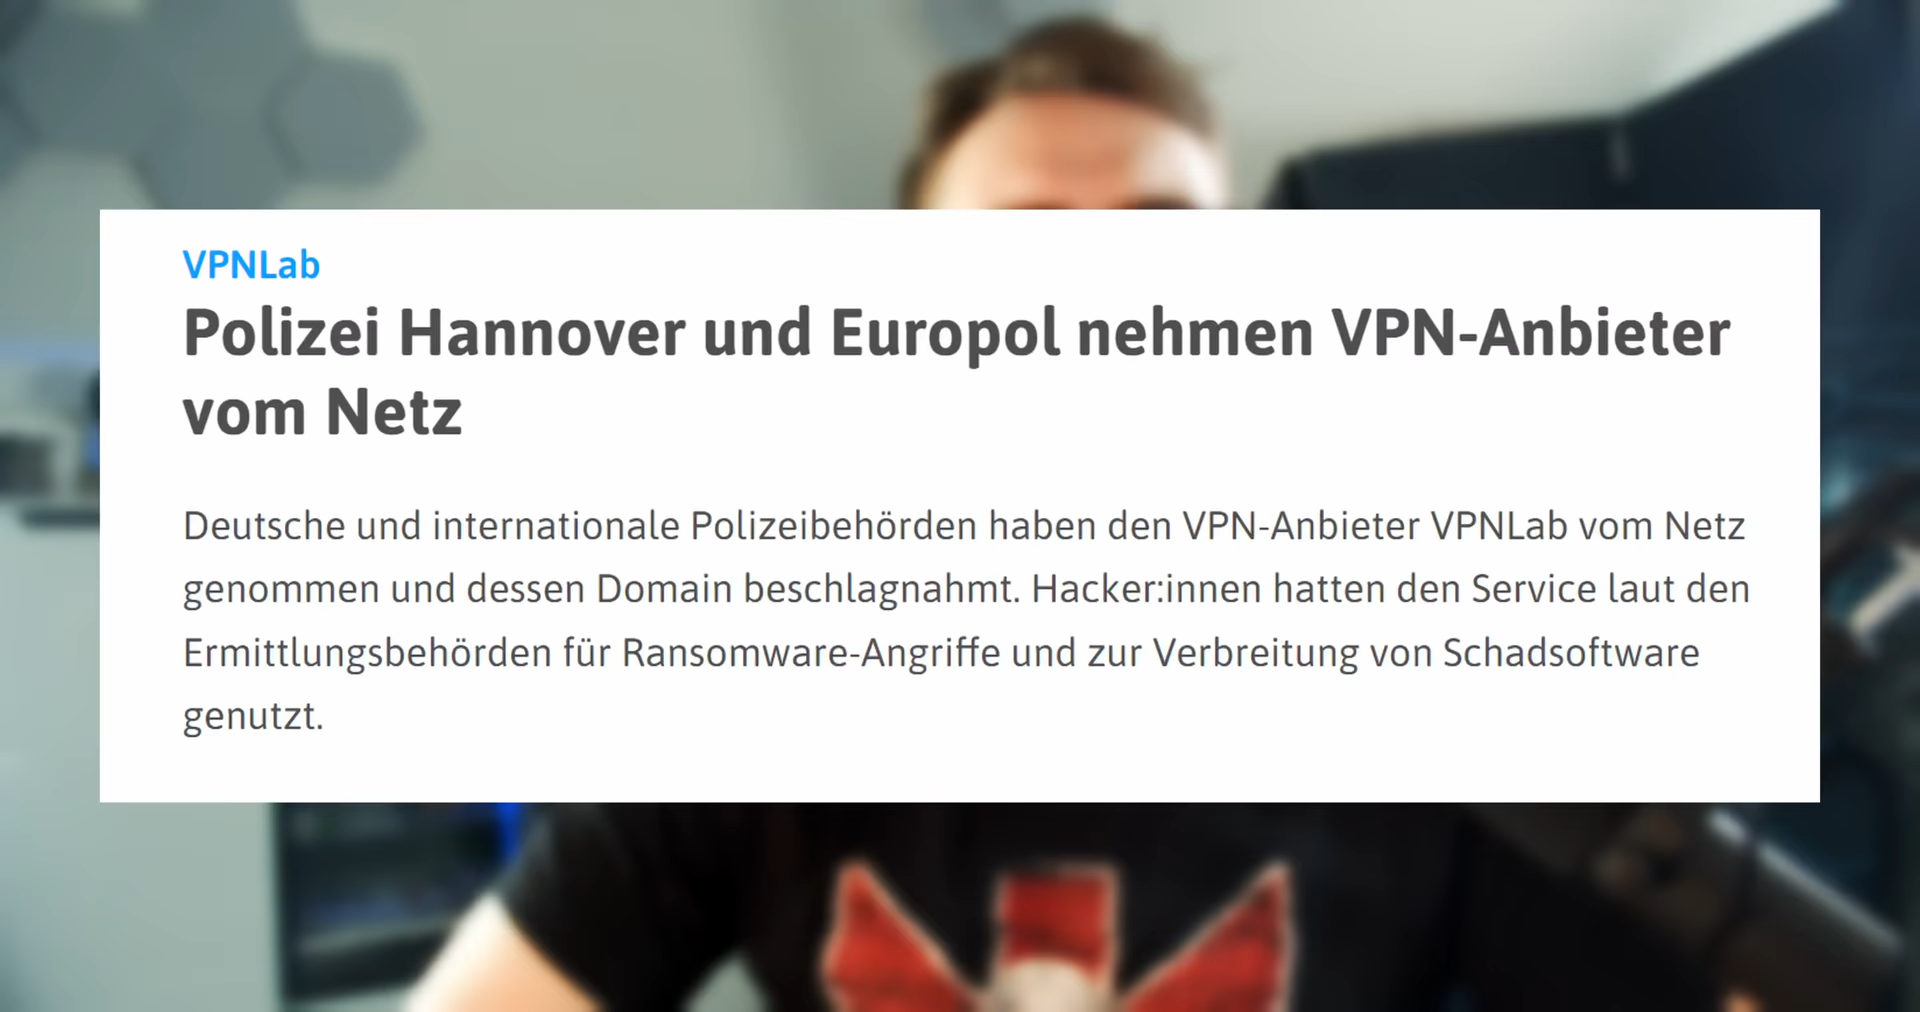 VPNLab
Polizei Hannover und Europol nehmen VPN-Anbieter
vom Netz
Deutsche und internationale Polizeibehörden haben den VPN-Anbieter VPNLab vom Netz
genommen und dessen Domain beschlagnahmt. Hacker:innen hatten den Service laut den
Ermittlungsbehörden für Ransomware-Angriffe und zur Verbreitung von Schadsoftware
genutzt.